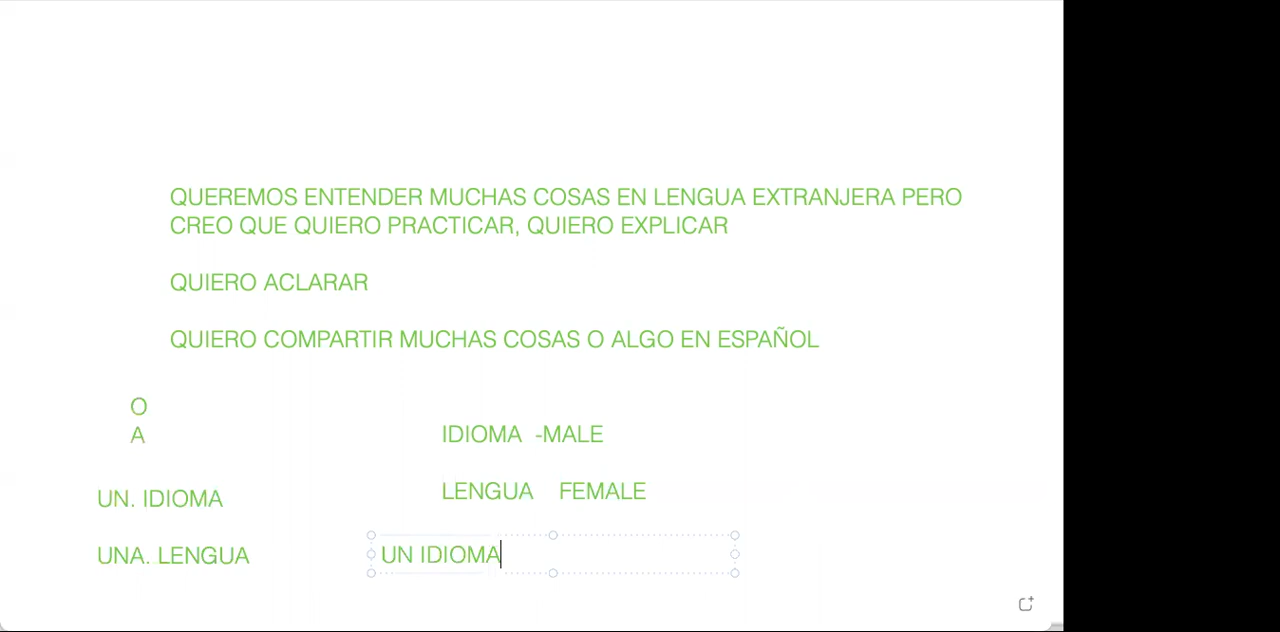 QUEREMOS ENTENDER MUCHAS COSAS EN LENGUA EXTRANJERA PERO
CREO QUE QUIERO PRACTICAR, QUIERO EXPLICAR
QUIERO ACLARAR
QUIERO COMPARTIR MUCHAS COSAS O ALGO EN ESPAÑOL
O
A
IDIOMA -MALE
LENGUA FEMALE
UN. IDIOMA
UNA. LENGUA
UN IDIOMA